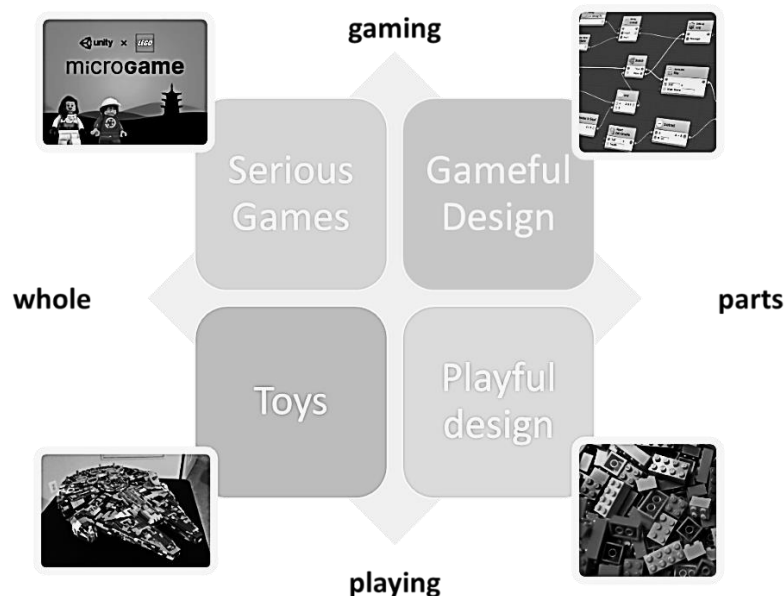 gaming
unity × LEGO
microgame
Serious
Games
Gameful
Design
whole
parts
Toys
Playful
design
playing